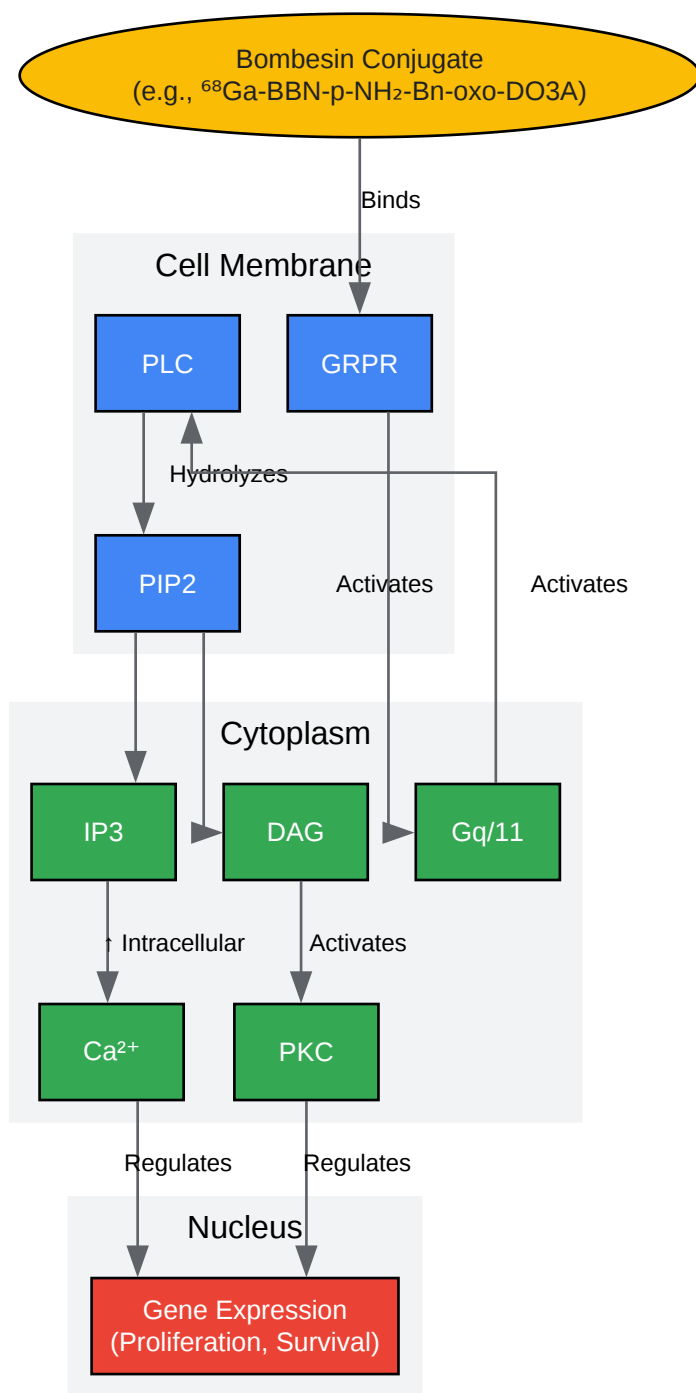 Bombesin Conjugate
(e.g., ⁶⁸Ga-BBN-p-NH₂-Bn-oxo-DO3A)
Binds
Cell Membrane
PLC
GRPR
Hydrolyzes
PIP2
Activates
Activates
Cytoplasm
IP3
DAG
Gq/11
↑ Intracellular
Activates
Ca²⁺
PKC
Regulates
Regulates
Nucleus
Gene Expression
(Proliferation, Survival)